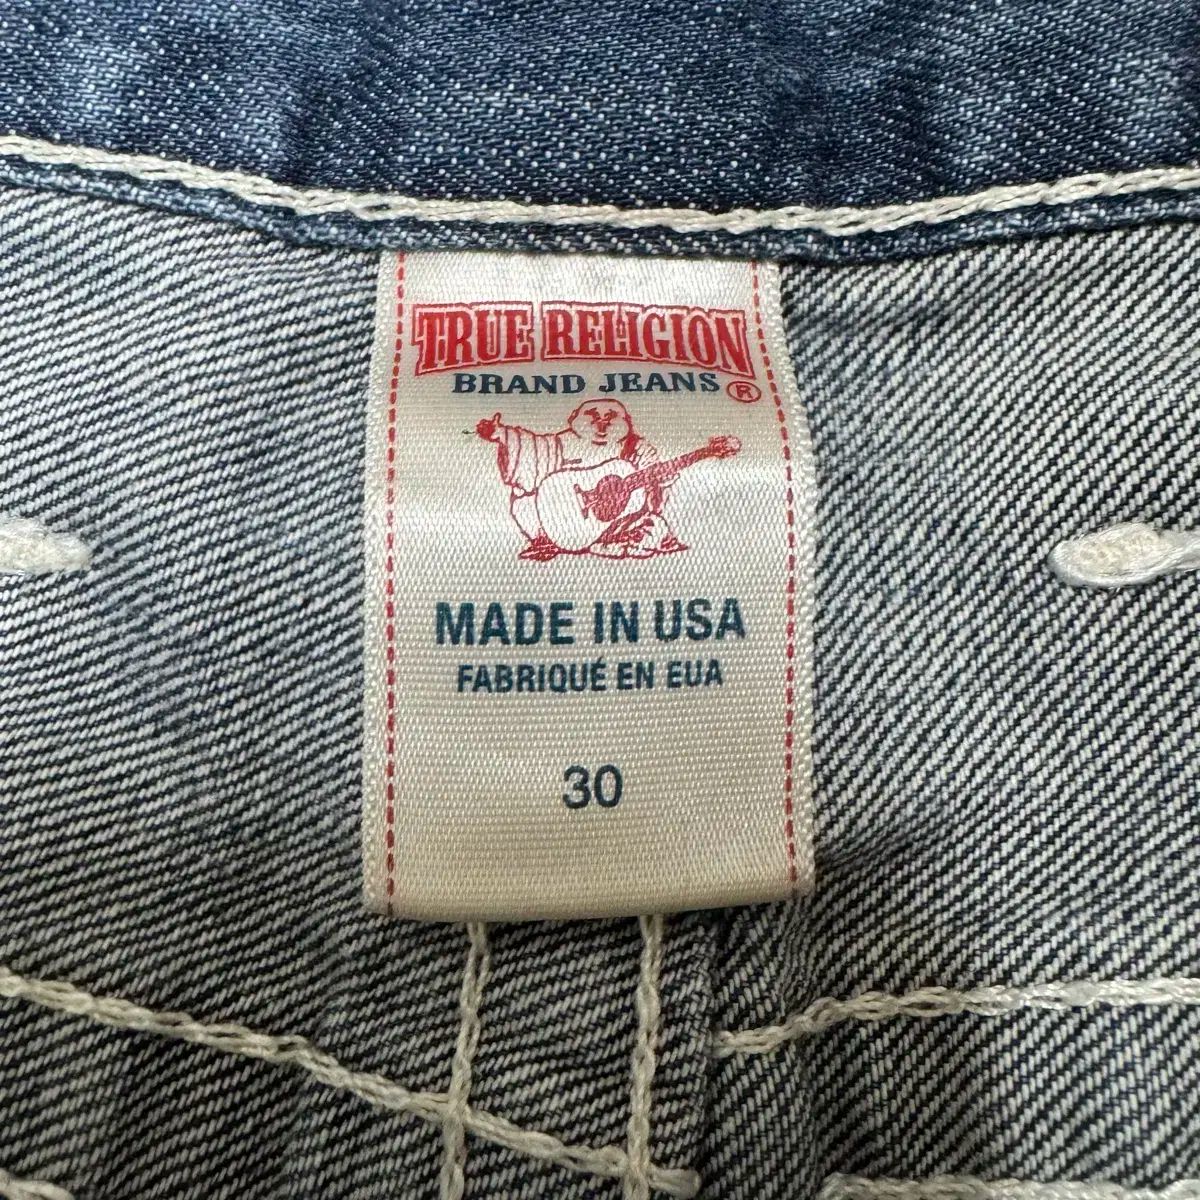 TRUE RELIGION
BRAND JEANS ®
MADE IN USA
FABRIQUÉ EN EUA
30